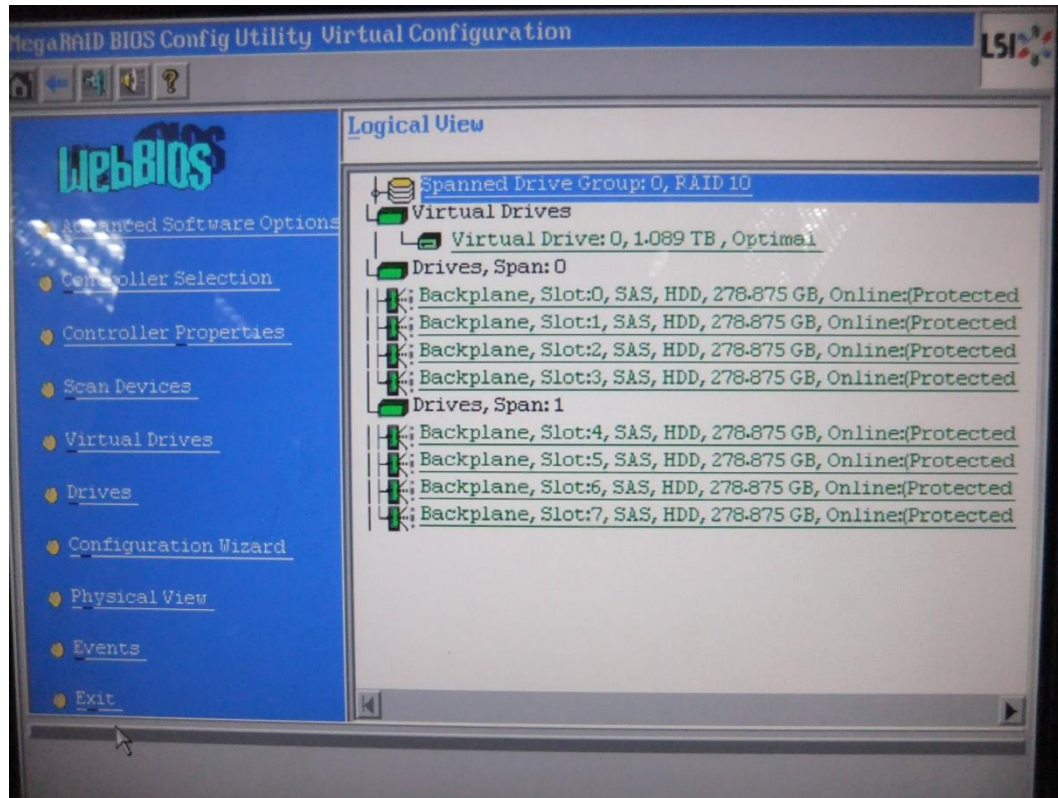 MegaRAID BIOS Config Utility Virtual Configuration
LSI
WebBIOS
Logical View
Advanced Software Options
Controller Selection
Controller Properties
Scan Devices
Virtual Drives
Drives
Configuration Wizard
Physical View
Events
Exit
Spanned Drive Group: 0, RAID 10
Virtual Drives
Virtual Drive: 0, 1.089 TB, Optimal
Drives, Span: 0
Backplane, Slot:0, SAS, HDD, 278.875 GB, Online:(Protected
Backplane, Slot:1, SAS, HDD, 278.875 GB, Online:(Protected
Backplane, Slot:2, SAS, HDD, 278.875 GB, Online:(Protected
Backplane, Slot:3, SAS, HDD, 278.875 GB, Online:(Protected
Drives, Span: 1
Backplane, Slot:4, SAS, HDD, 278.875 GB, Online:(Protected
Backplane, Slot:5, SAS, HDD, 278.875 GB, Online:(Protected
Backplane, Slot:6, SAS, HDD, 278.875 GB, Online:(Protected
Backplane, Slot:7, SAS, HDD, 278.875 GB, Online:(Protected